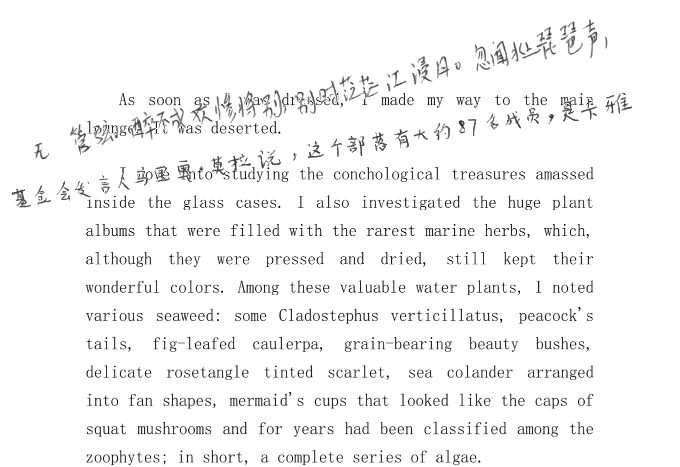 无管弦。醉不成欢惨将别,别时茫茫江浸月。忽闻水上琵琶声,
As soon as I was dressed, I made my way to the main
lounge. It was deserted.
基金会发言人马里奥·莫拉说,这个部落有大约87名成员,是卡雅
I dove into studying the conchological treasures amassed
inside the glass cases. I also investigated the huge plant
albums that were filled with the rarest marine herbs, which,
although they were pressed and dried, still kept their
wonderful colors. Among these valuable water plants, I noted
various seaweed: some Cladostephus verticillatus, peacock's
tails, fig-leafed caulerpa, grain-bearing beauty bushes,
delicate rosetangle tinted scarlet, sea colander arranged
into fan shapes, mermaid's cups that looked like the caps of
squat mushrooms and for years had been classified among the
zoophytes; in short, a complete series of algae.